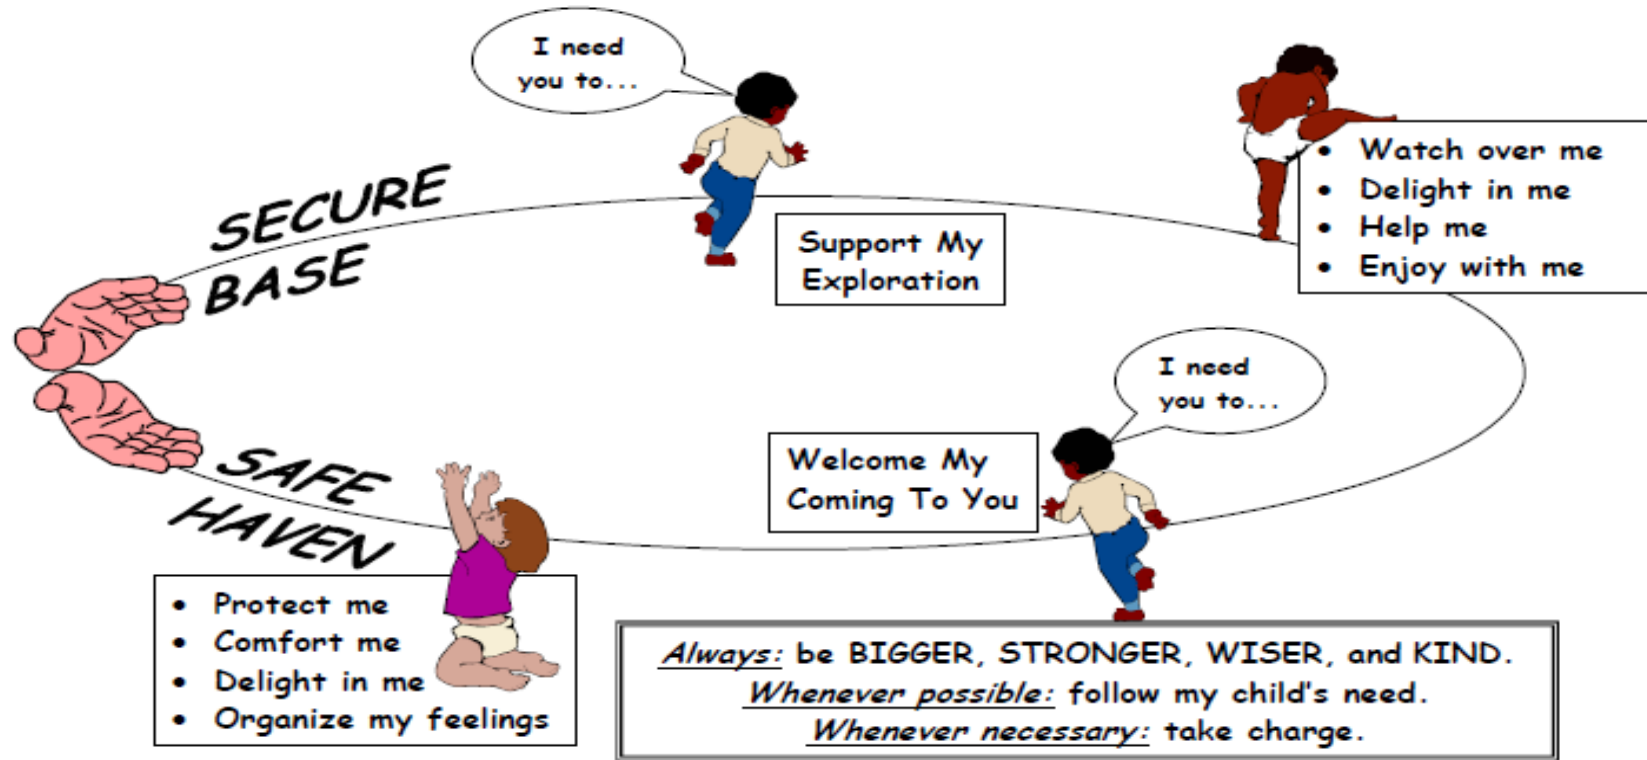 I need
you to...
SECURE
BASE
Support My
Exploration
• Watch over me
• Delight in me
• Help me
• Enjoy with me
I need
you to...
Welcome My
Coming To You
SAFE
HAVEN
• Protect me
• Comfort me
• Delight in me
• Organize my feelings
Always: be BIGGER, STRONGER, WISER, and KIND.
Whenever possible: follow my child's need.
Whenever necessary: take charge.